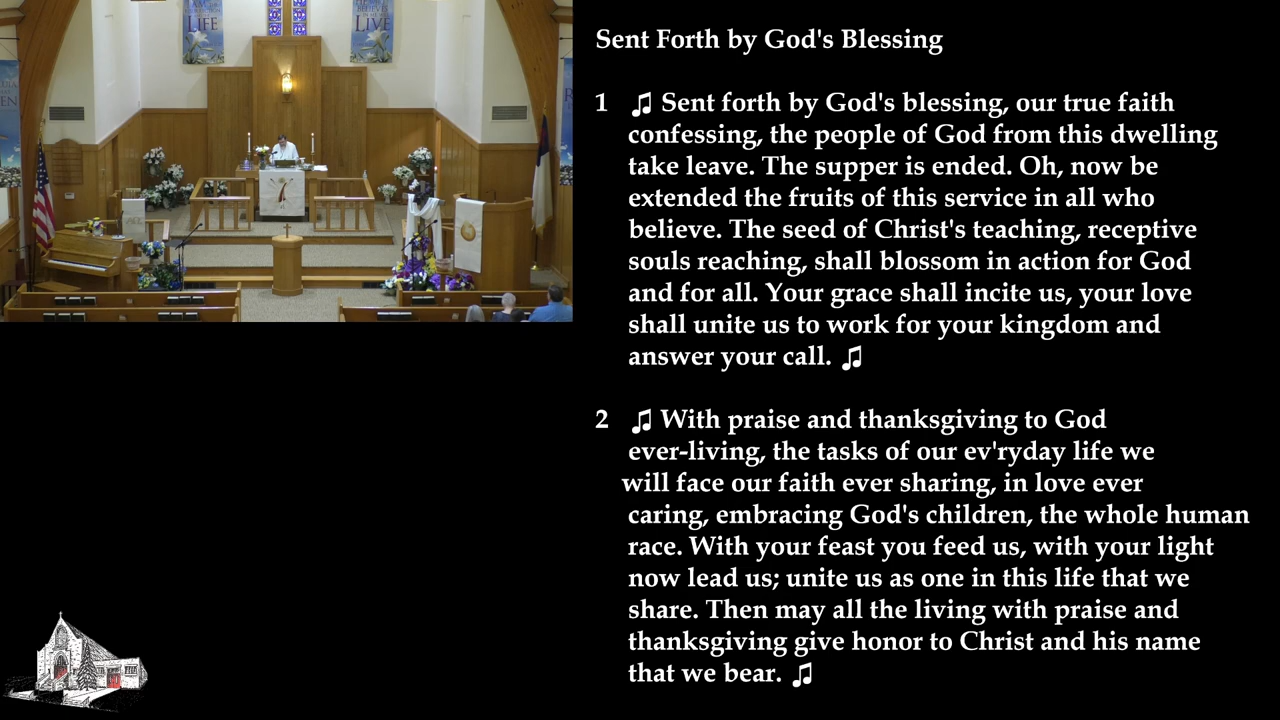 LIFE
BELIEVE
LIVE
Sent Forth by God's Blessing
1 ♫ Sent forth by God's blessing, our true faith
confessing, the people of God from this dwelling
take leave. The supper is ended. Oh, now be
extended the fruits of this service in all who
believe. The seed of Christ's teaching, receptive
souls reaching, shall blossom in action for God
and for all. Your grace shall incite us, your love
shall unite us to work for your kingdom and
answer your call. ♫
2 ♫ With praise and thanksgiving to God
ever-living, the tasks of our ev'ryday life we
will face our faith ever sharing, in love ever
caring, embracing God's children, the whole human
race. With your feast you feed us, with your light
now lead us; unite us as one in this life that we
share. Then may all the living with praise and
thanksgiving give honor to Christ and his name
that we bear. ♫